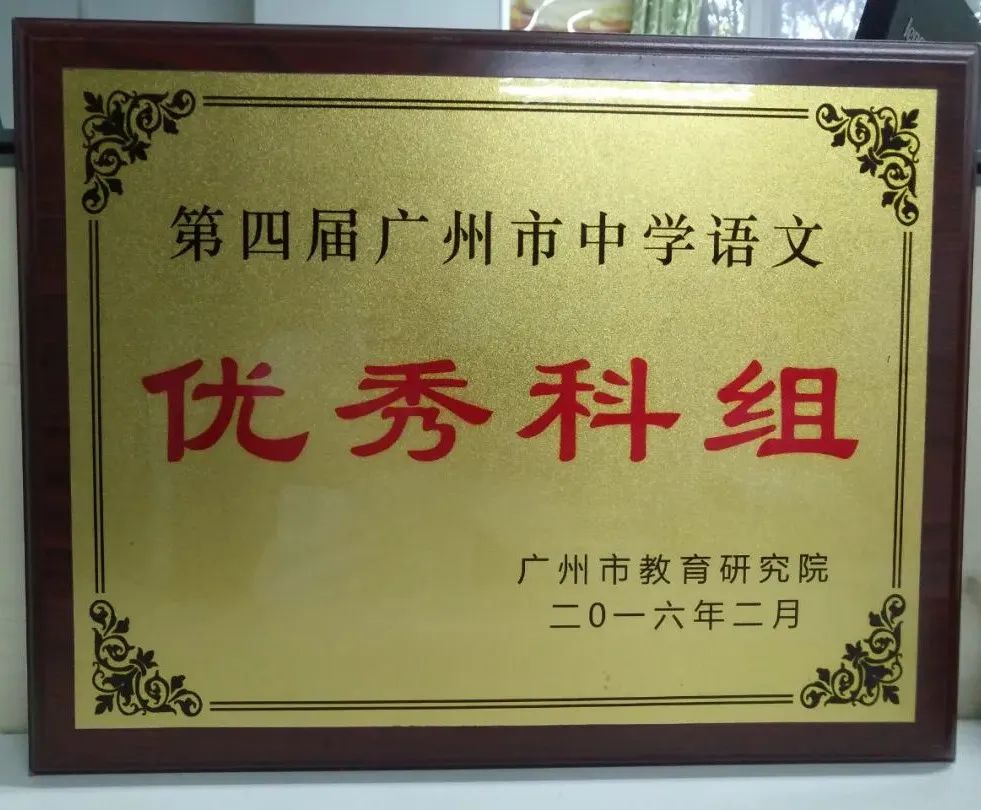 第四届广州市中学语文
优秀科组
广州市教育研究院
二0一六年二月